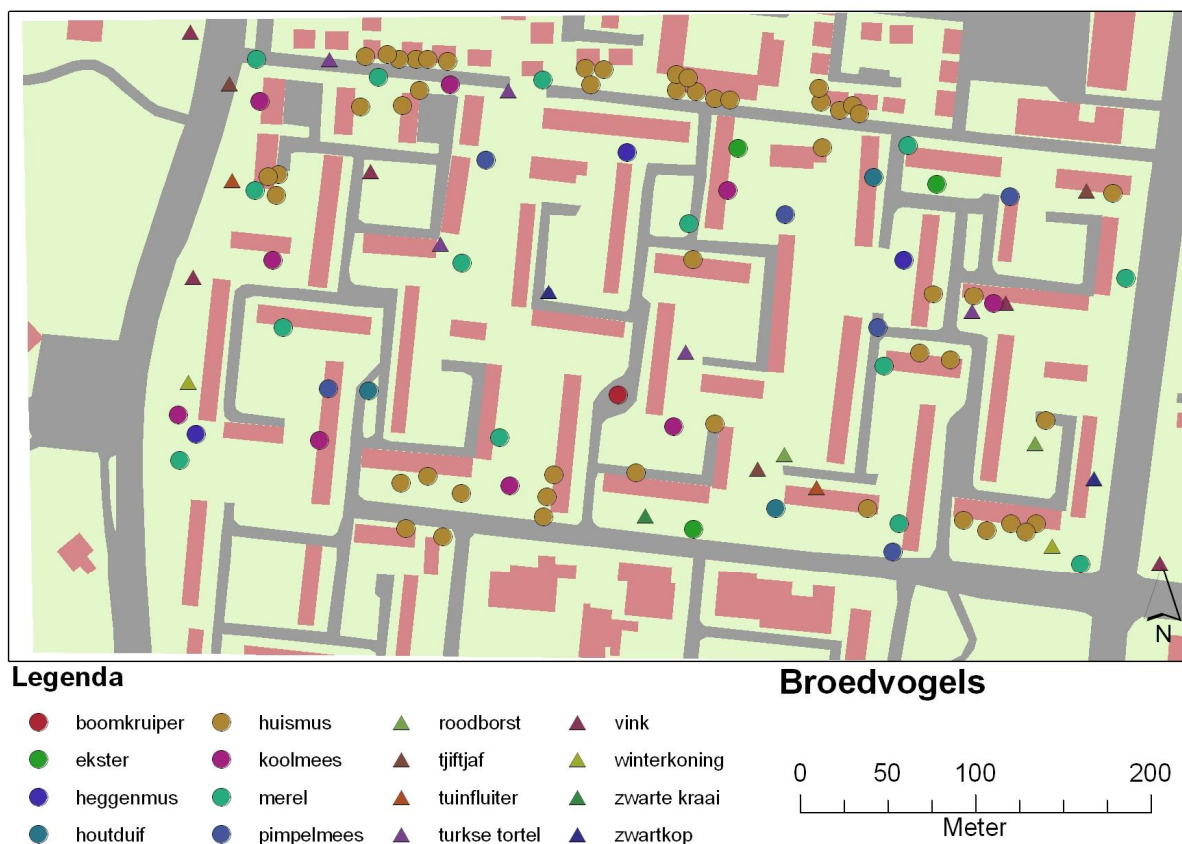 N
Legenda
Broedvogels
boomkruiper huismus roodborst vink
ekster koolmees tjiftjaf winterkoning
heggenmus merel tuinfluiter zwarte kraai
houtduif pimpelmees turkse tortel zwartkop
0 50 100 200
Meter